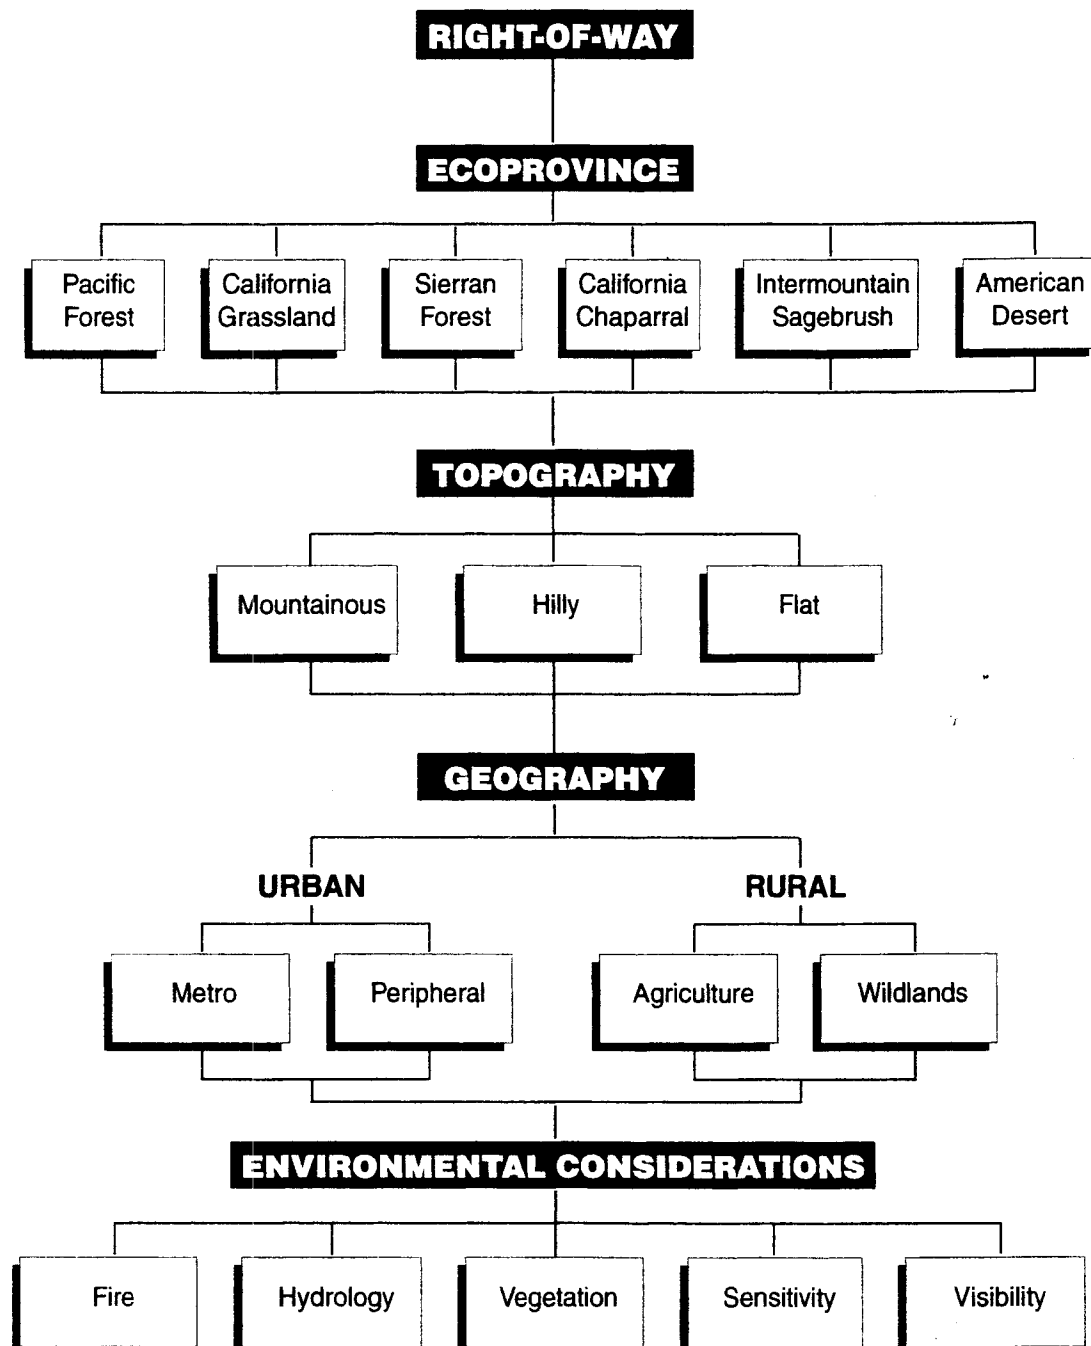 RIGHT-OF-WAY
ECOPROVINCE
Pacific
Forest
California
Grassland
Sierran
Forest
California
Chaparral
Intermountain
Sagebrush
American
Desert
TOPOGRAPHY
Mountainous
Hilly
Flat
GEOGRAPHY
URBAN
RURAL
Metro
Peripheral
Agriculture
Wildlands
ENVIRONMENTAL CONSIDERATIONS
Fire
Hydrology
Vegetation
Sensitivity
Visibility